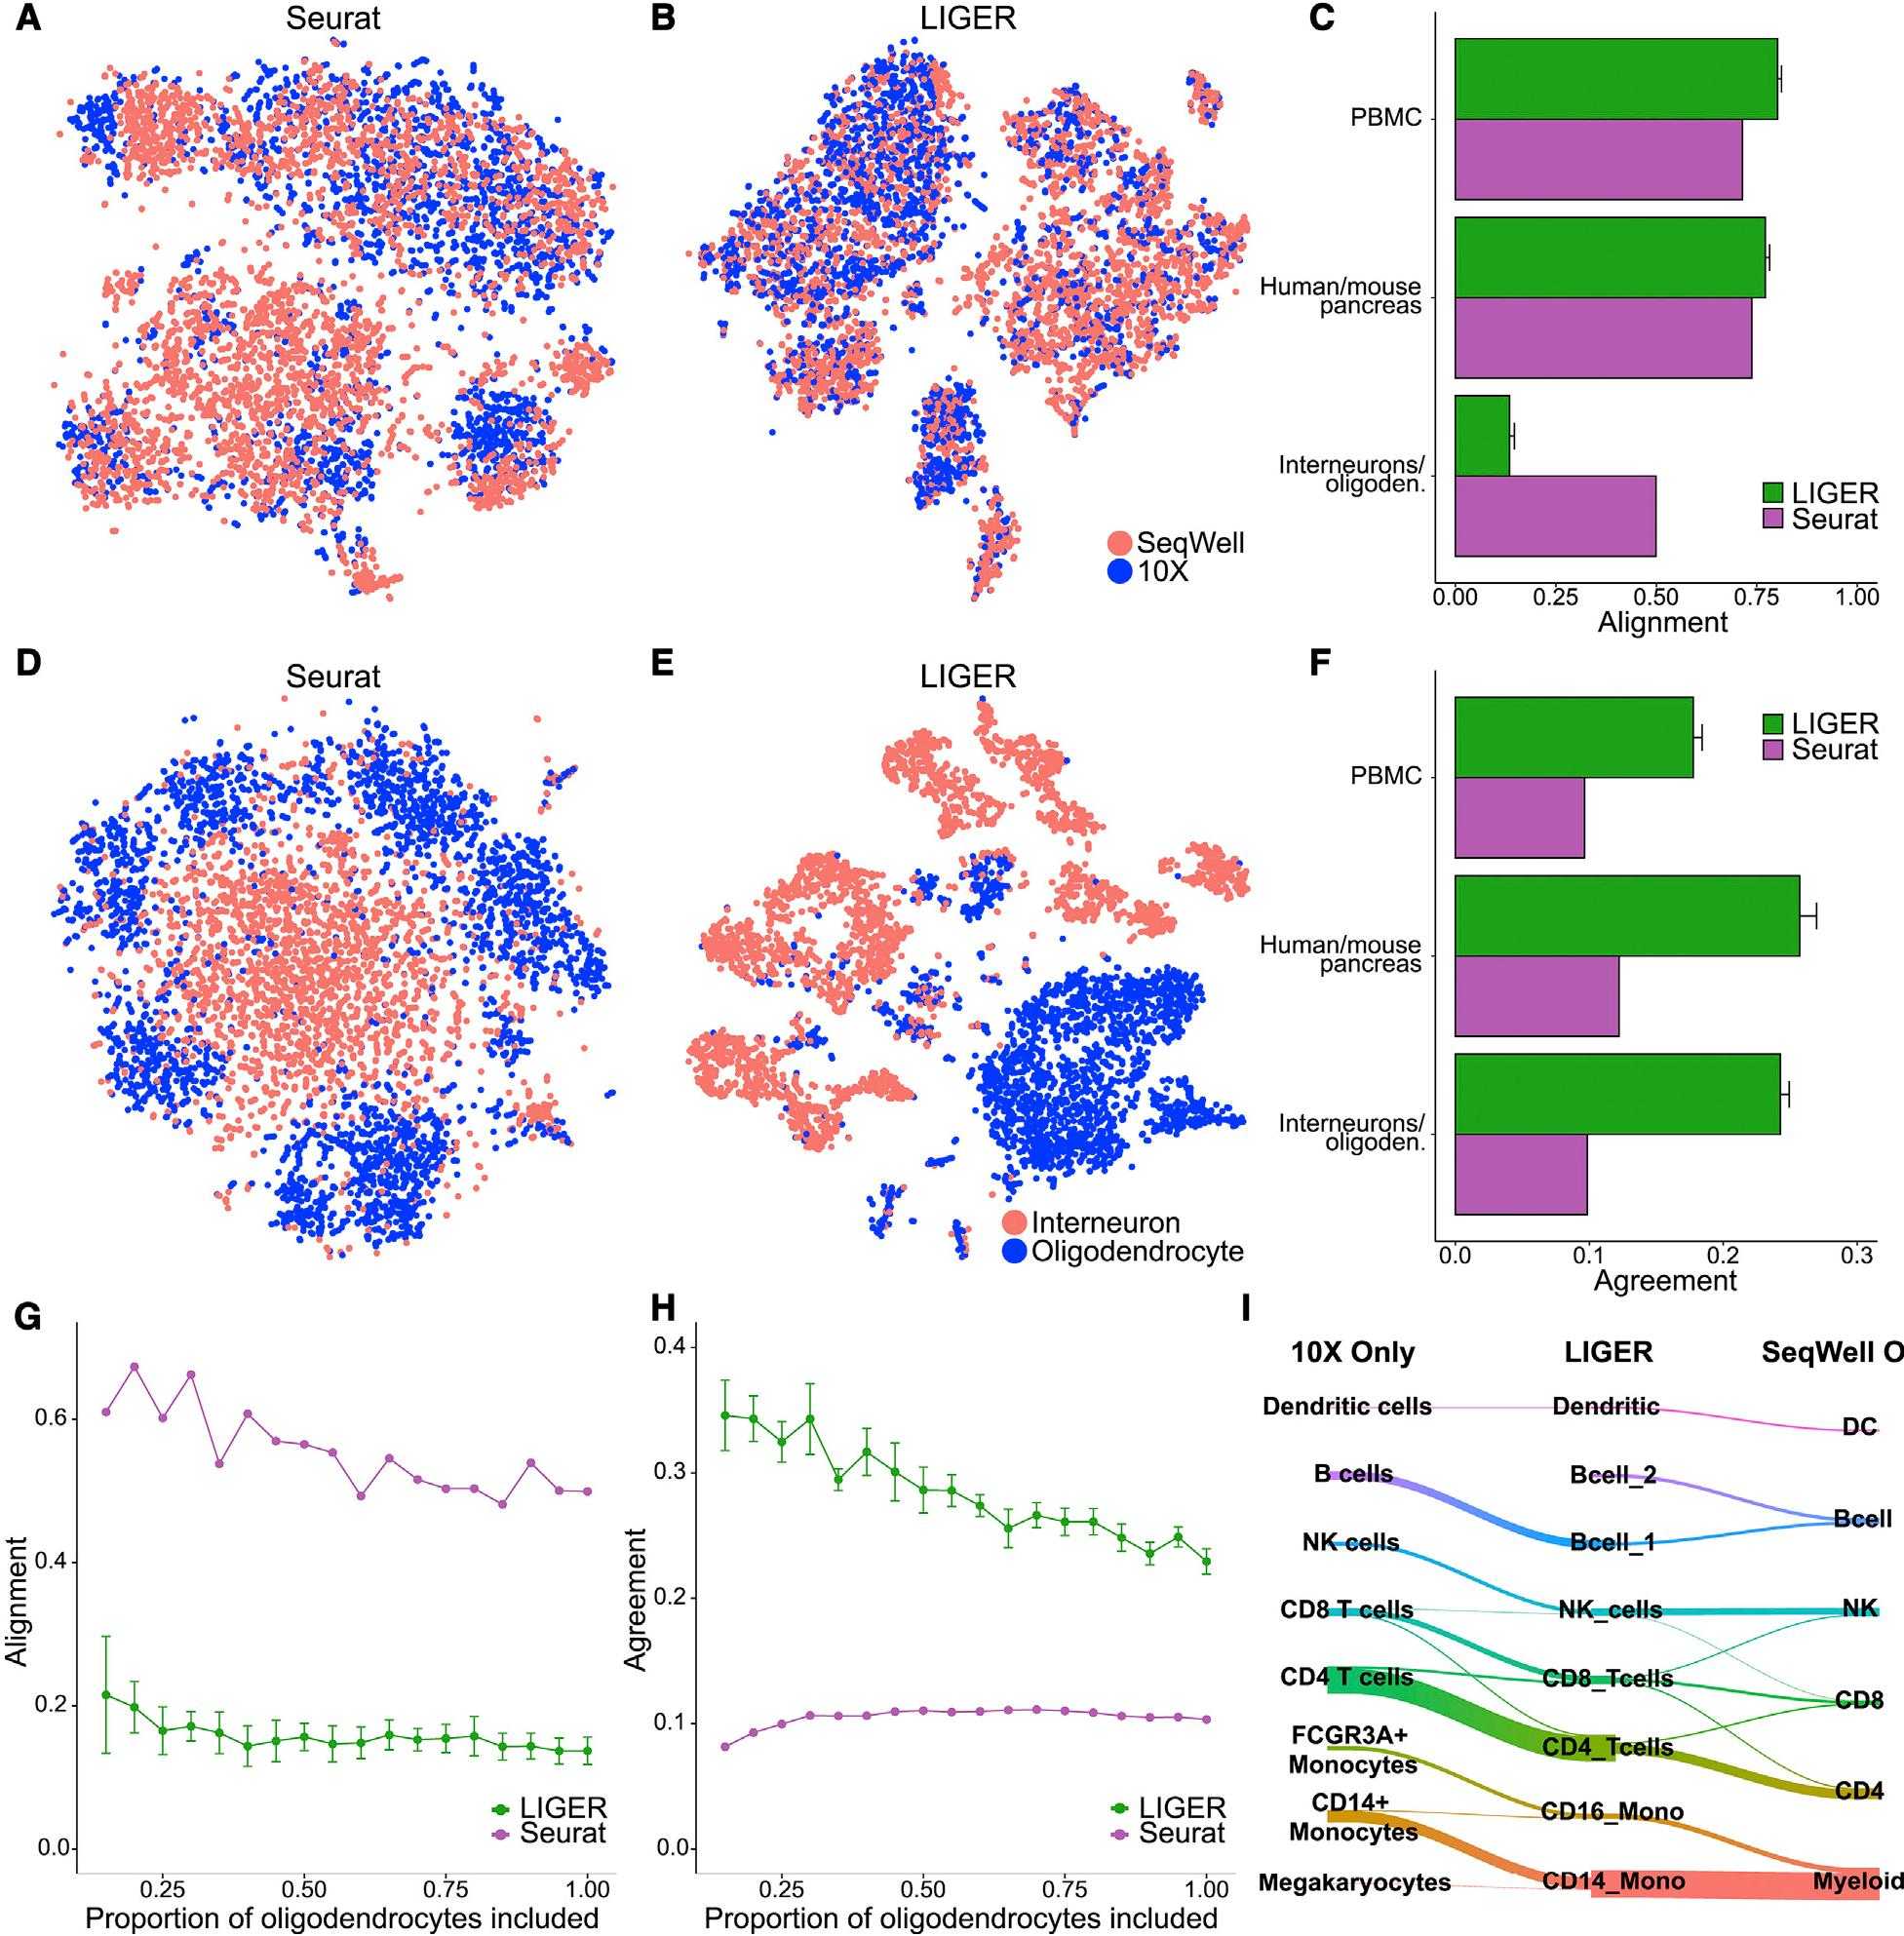 A
Seurat
B
LIGER
SeqWell
10X
C
PBMC
Human/mouse
pancreas
Interneurons/
oligoden.
LIGER
Seurat
0.00 0.25 0.50 0.75 1.00
Alignment
D
Seurat
E
LIGER
Interneuron
Oligodendrocyte
F
LIGER
Seurat
PBMC
Human/mouse
pancreas
Interneurons/
oligoden.
0.0 0.1 0.2 0.3
Agreement
G
Alignment
0.6
0.4
0.2
0.0
LIGER
Seurat
0.25 0.50 0.75 1.00
Proportion of oligodendrocytes included
H
Agreement
0.4
0.3
0.2
0.1
0.0
LIGER
Seurat
0.25 0.50 0.75 1.00
Proportion of oligodendrocytes included
I
10X Only LIGER SeqWell O
Dendritic cells Dendritic DC
B cells Bcell_2 Bcell
NK cells Bcell_1
CD8 T cells NK_cells NK
CD4 T cells CD8_Tcells CD8
FCGR3A+
Monocytes
CD4_Tcells CD4
CD14+
Monocytes
CD16_Mono
Megakaryocytes CD14_Mono Myeloid